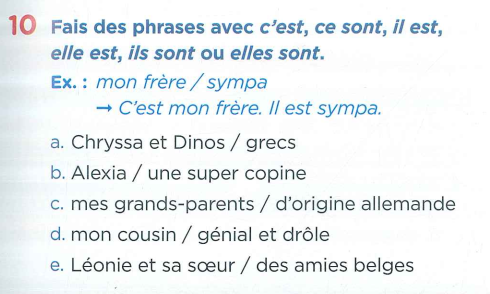 10 Fais des phrases avec c'est, ce sont, il est,
elle est, ils sont ou elles sont.
Ex. : mon frère / sympa
→ C'est mon frère. Il est sympa.
a. Chryssa et Dinos / grecs
b. Alexia / une super copine
c. mes grands-parents / d'origine allemande
d. mon cousin / génial et drôle
e. Léonie et sa sœur / des amies belges